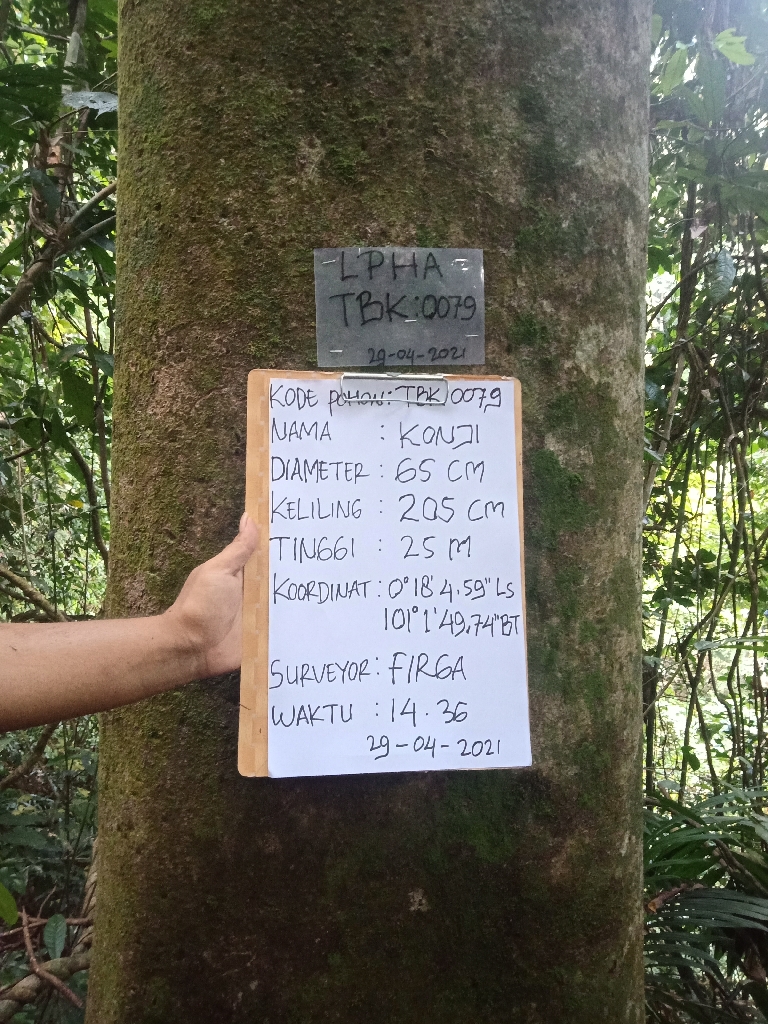 LPHA
TBK:0079
29-04-2021
KODE POHON: TBK 0079
NAMA : KONJI
DIAMETER : 65 CM
KELILING : 205 CM
TINGGI : 25 M
KOORDINAT : 0°18'4.59" LS
101°1'49.74" BT
SURVEYOR : FIRGA
WAKTU : 14.36
29-04-2021